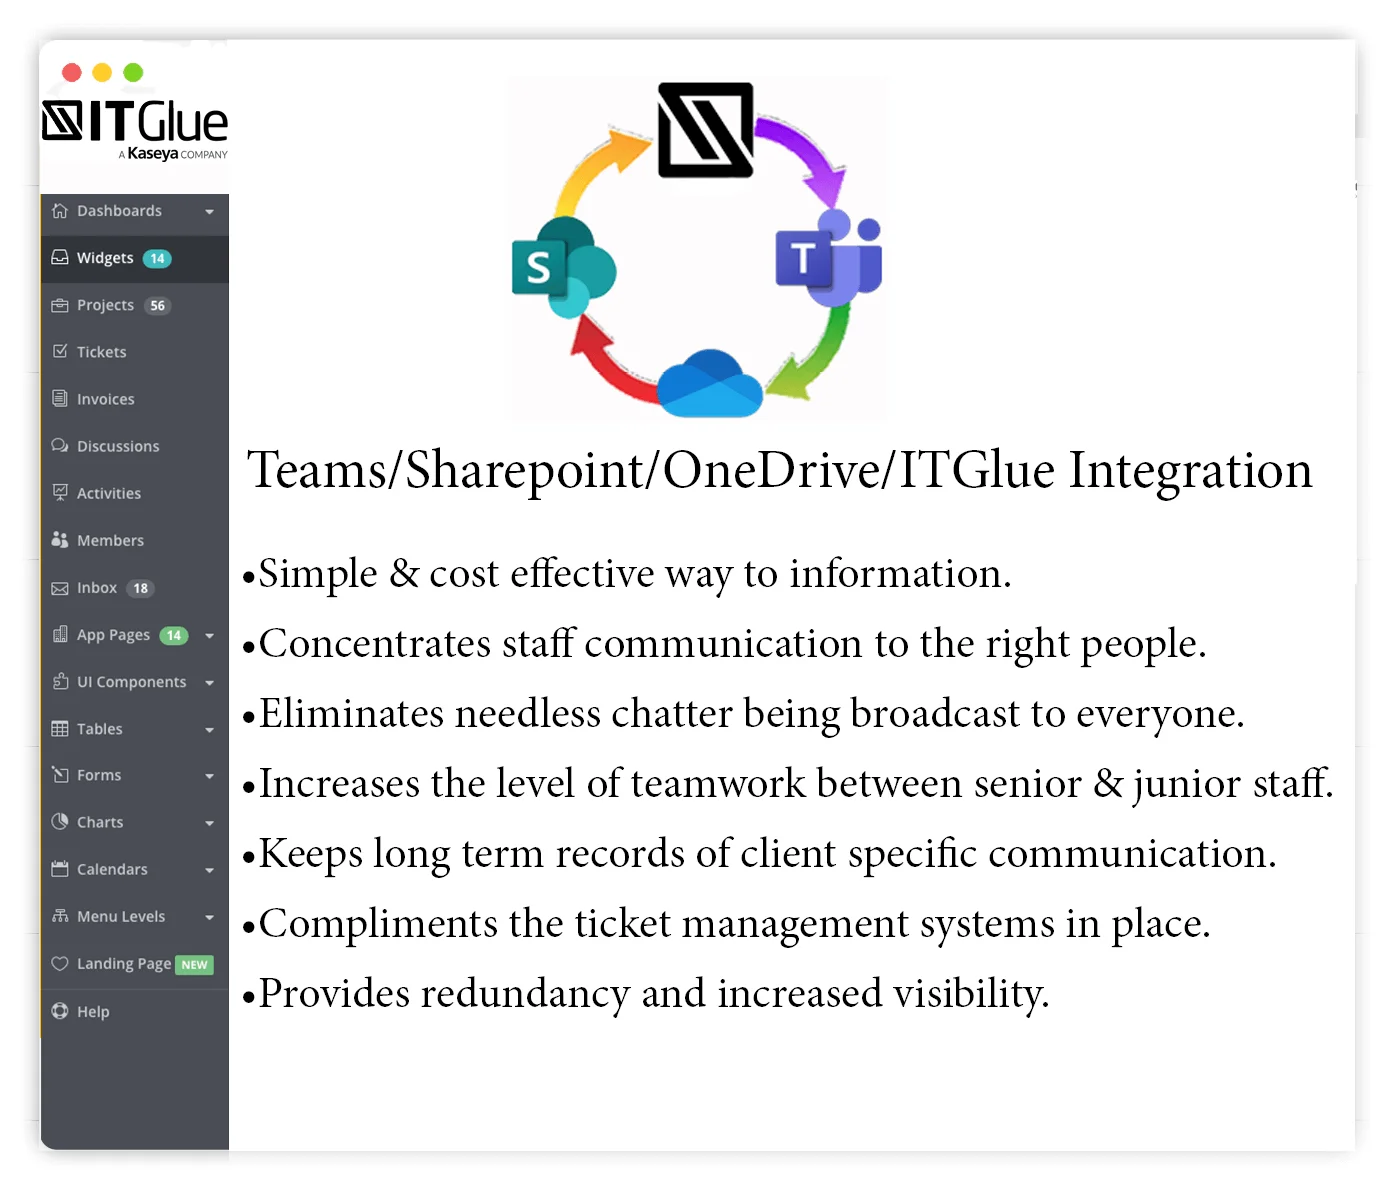 ITGlue
A Kaseya COMPANY
Dashboards
Widgets 14
Projects 56
Tickets
Invoices
Discussions
Activities
Members
Inbox 18
App Pages 14
UI Components
Tables
Forms
Charts
Calendars
Menu Levels
Landing Page NEW
Help
S
T
Teams/Sharepoint/OneDrive/ITGlue Integration
•Simple & cost effective way to information.
•Concentrates staff communication to the right people.
•Eliminates needless chatter being broadcast to everyone.
•Increases the level of teamwork between senior & junior staff.
•Keeps long term records of client specific communication.
•Compliments the ticket management systems in place.
•Provides redundancy and increased visibility.